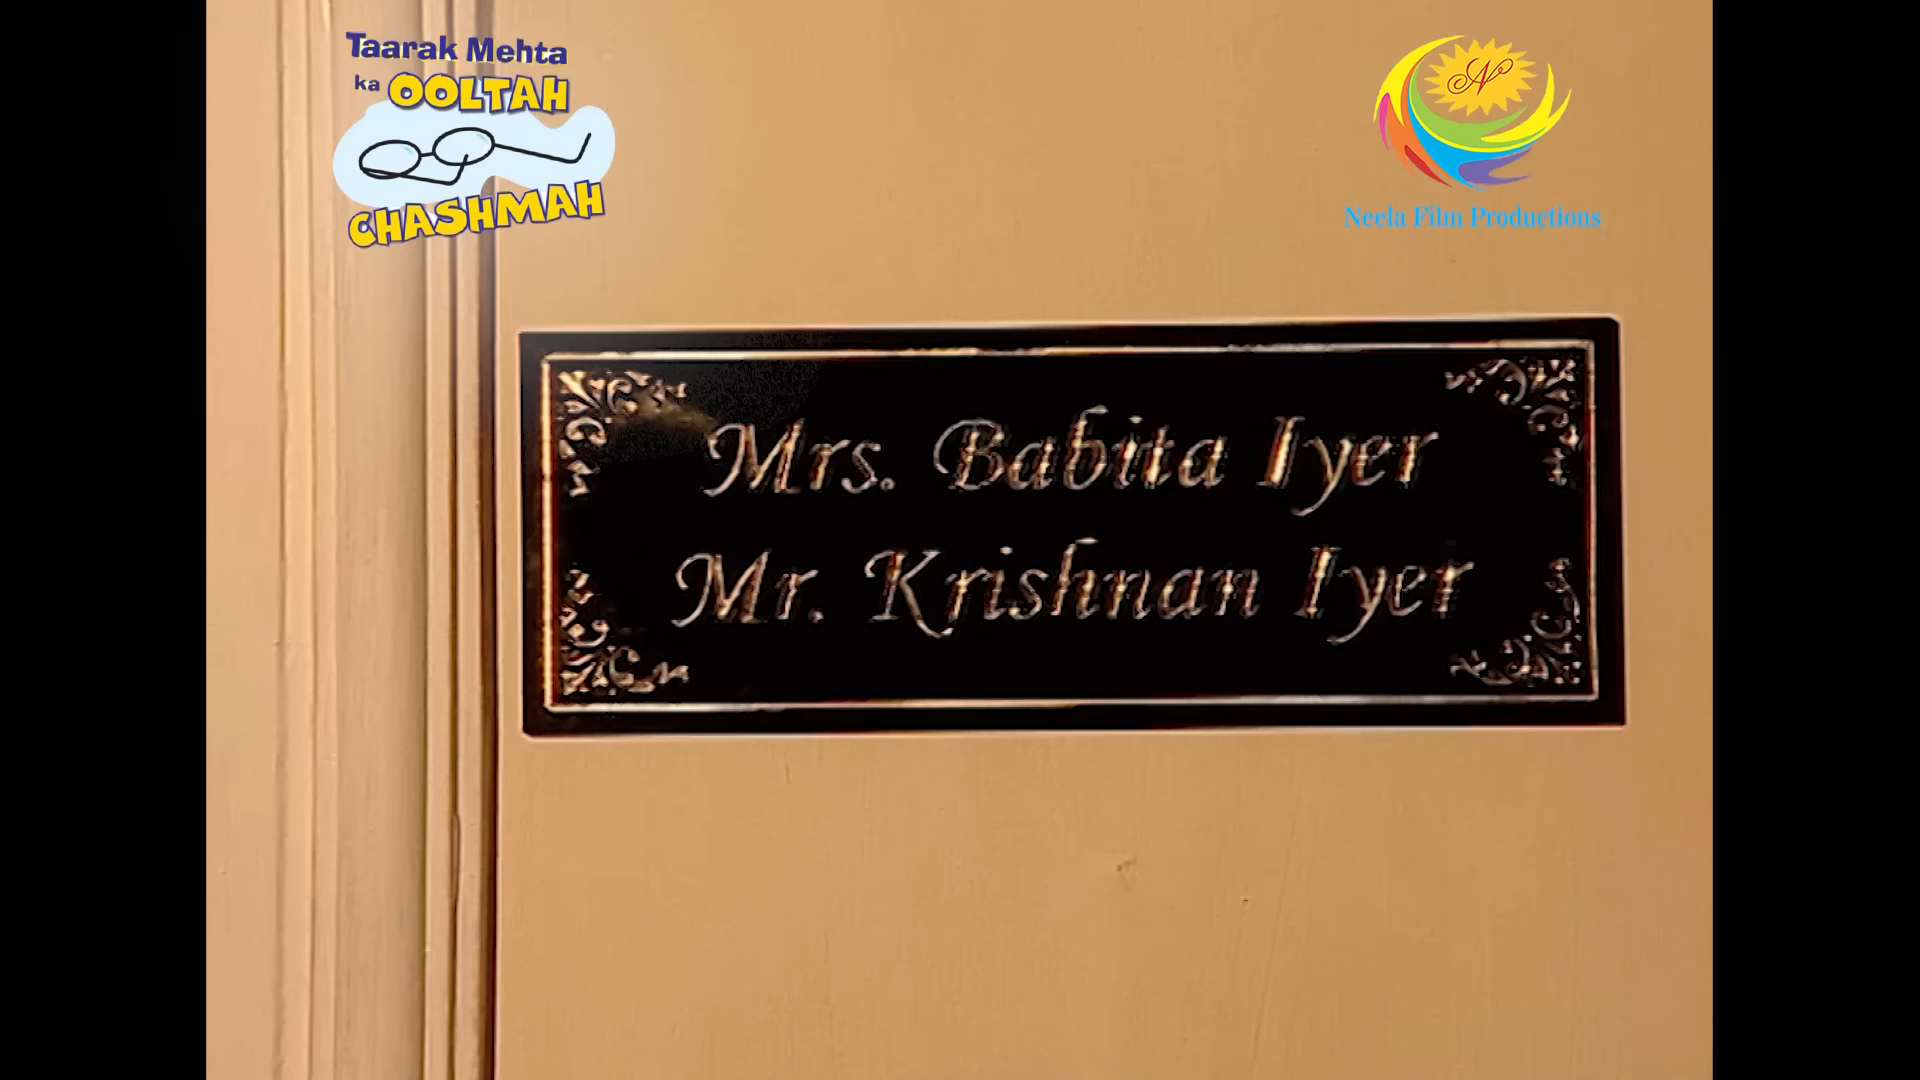 Taarak Mehta
ka OOLTAH
CHASHMAH
N
Neela Film Productions
Mrs. Babita Iyer
Mr. Krishnan Iyer